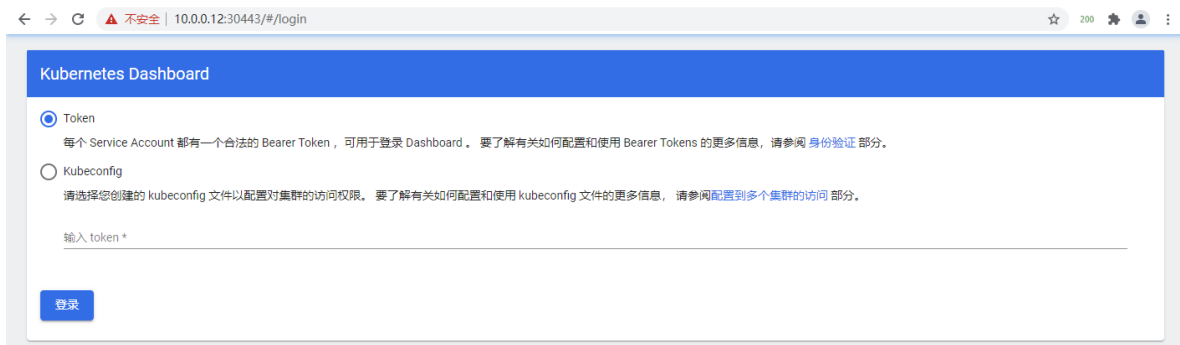 不安全 | 10.0.0.12:30443/#/login
200
Kubernetes Dashboard
Token
每个 Service Account 都有一个合法的 Bearer Token ，可用于登录 Dashboard 。 要了解有关如何配置和使用 Bearer Tokens 的更多信息，请参阅 身份验证 部分。
Kubeconfig
请选择您创建的 kubeconfig 文件以配置对集群的访问权限。 要了解有关如何配置和使用 kubeconfig 文件的更多信息， 请参阅配置到多个集群的访问 部分。
输入 token *
登录